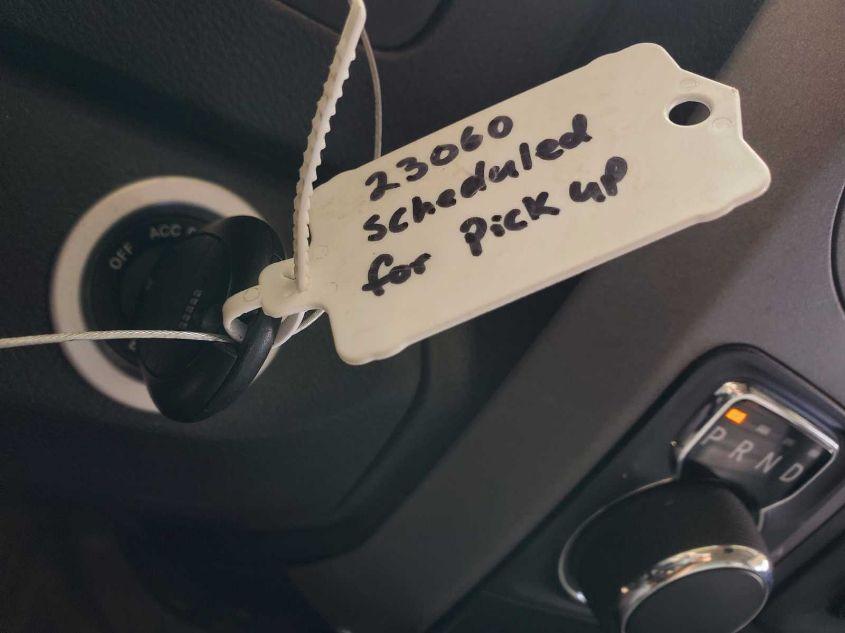 23060
scheduled
for pick up
OFF ACC
P R N D